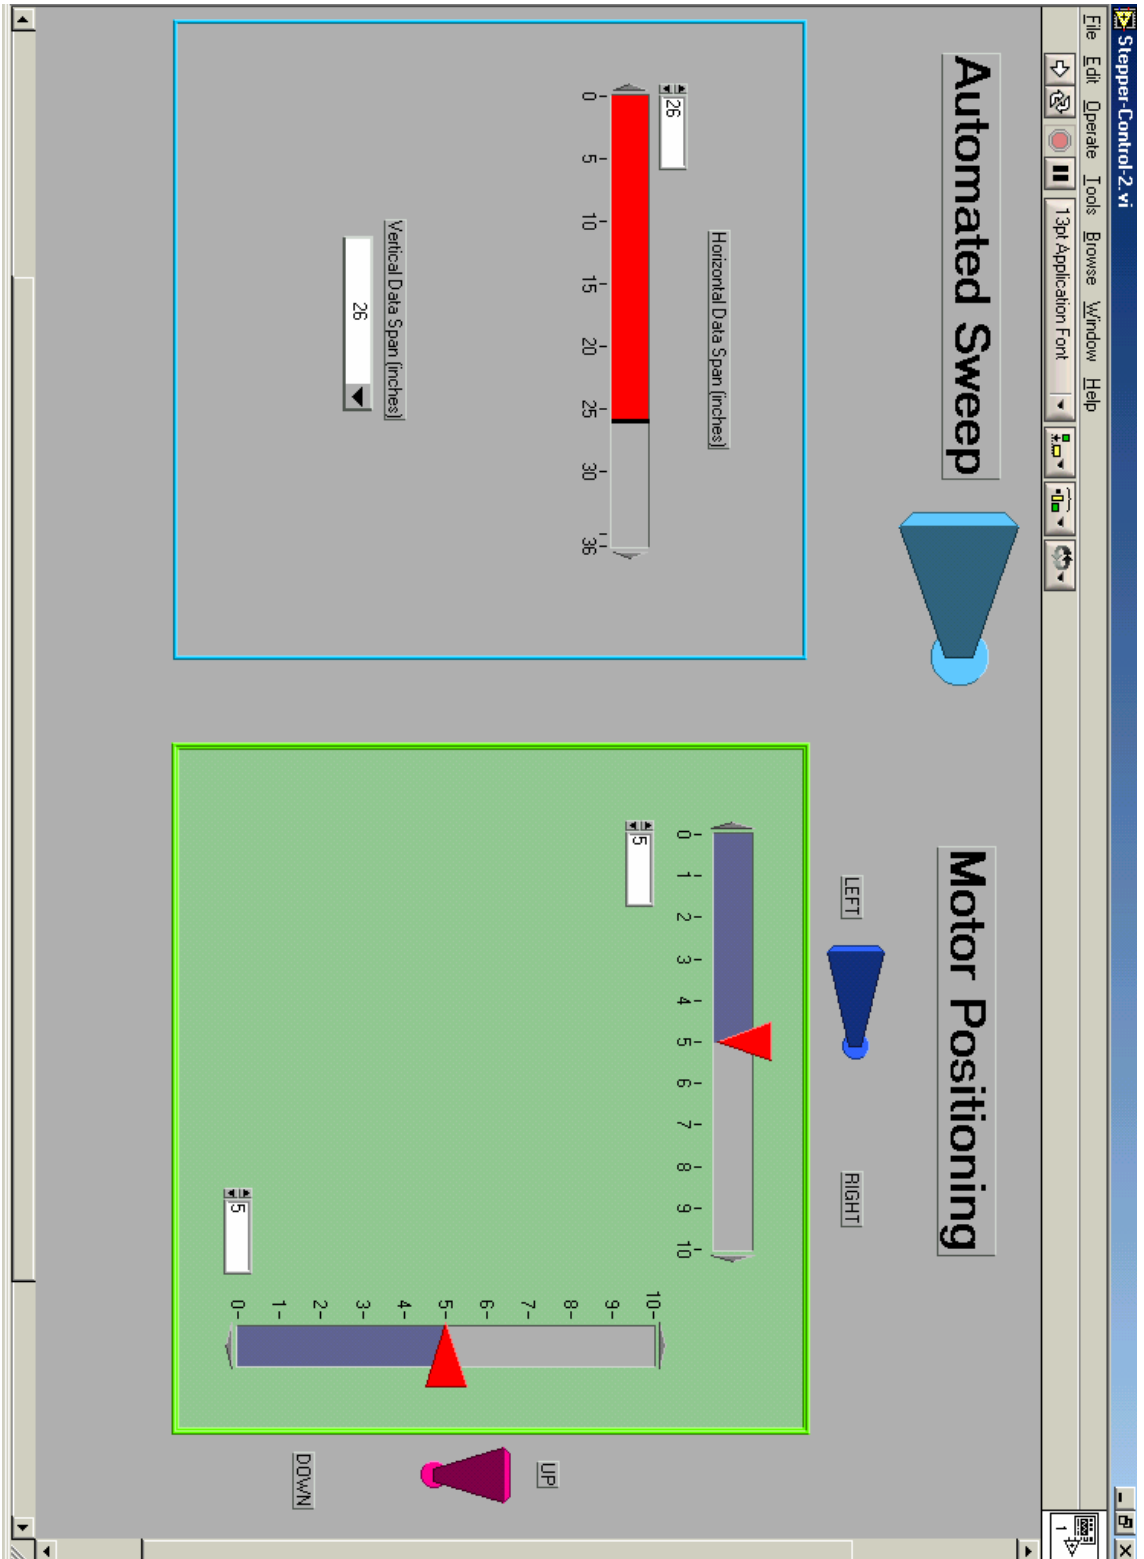 Stepper-Control-2.vi
File Edit Operate Tools Browse Window Help
13pt Application Font
1
Automated Sweep
Motor Positioning
LEFT
RIGHT
Horizontal Data Span (inches)
26
0 5 10 15 20 25 30 36
Vertical Data Span (inches)
26
0 1 2 3 4 5 6 7 8 9 10
5
10-
9-
8-
7-
6-
5-
4-
3-
2-
1-
0-
5
UP
DOWN